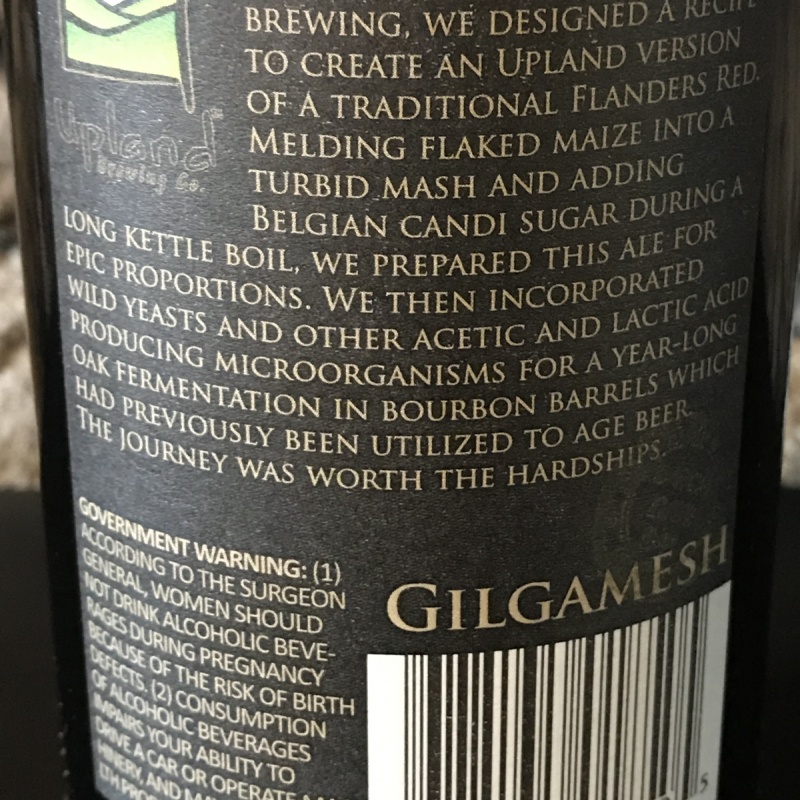 BREWING, WE DESIGNED A RECIPE
TO CREATE AN UPLAND VERSION
OF A TRADITIONAL FLANDERS RED.
MELDING FLAKED MAIZE INTO A
TURBID MASH AND ADDING
BELGIAN CANDI SUGAR DURING A
LONG KETTLE BOIL, WE PREPARED THIS ALE FOR
EPIC PROPORTIONS. WE THEN INCORPORATED
WILD YEASTS AND OTHER ACETIC AND LACTIC ACID
PRODUCING MICROORGANISMS FOR A YEAR-LONG
OAK FERMENTATION IN BOURBON BARRELS WHICH
HAD PREVIOUSLY BEEN UTILIZED TO AGE BEER.
THE JOURNEY WAS WORTH THE HARDSHIPS.
Upland
Brewing Co.
GOVERNMENT WARNING: (1)
ACCORDING TO THE SURGEON
GENERAL, WOMEN SHOULD
NOT DRINK ALCOHOLIC BEVE-
RAGES DURING PREGNANCY
BECAUSE OF THE RISK OF BIRTH
DEFECTS. (2) CONSUMPTION
OF ALCOHOLIC BEVERAGES
IMPAIRS YOUR ABILITY TO
DRIVE A CAR OR OPERATE
HINERY, AND
GILGAMESH
5